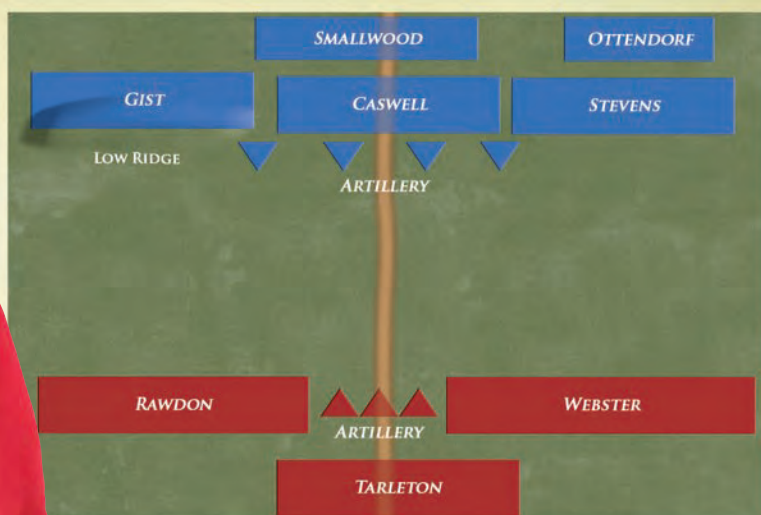 SMALLWOOD
OTTENDORF
GIST
CASWELL
STEVENS
LOW RIDGE
ARTILLERY
RAWDON
WEBSTER
ARTILLERY
TARLETON